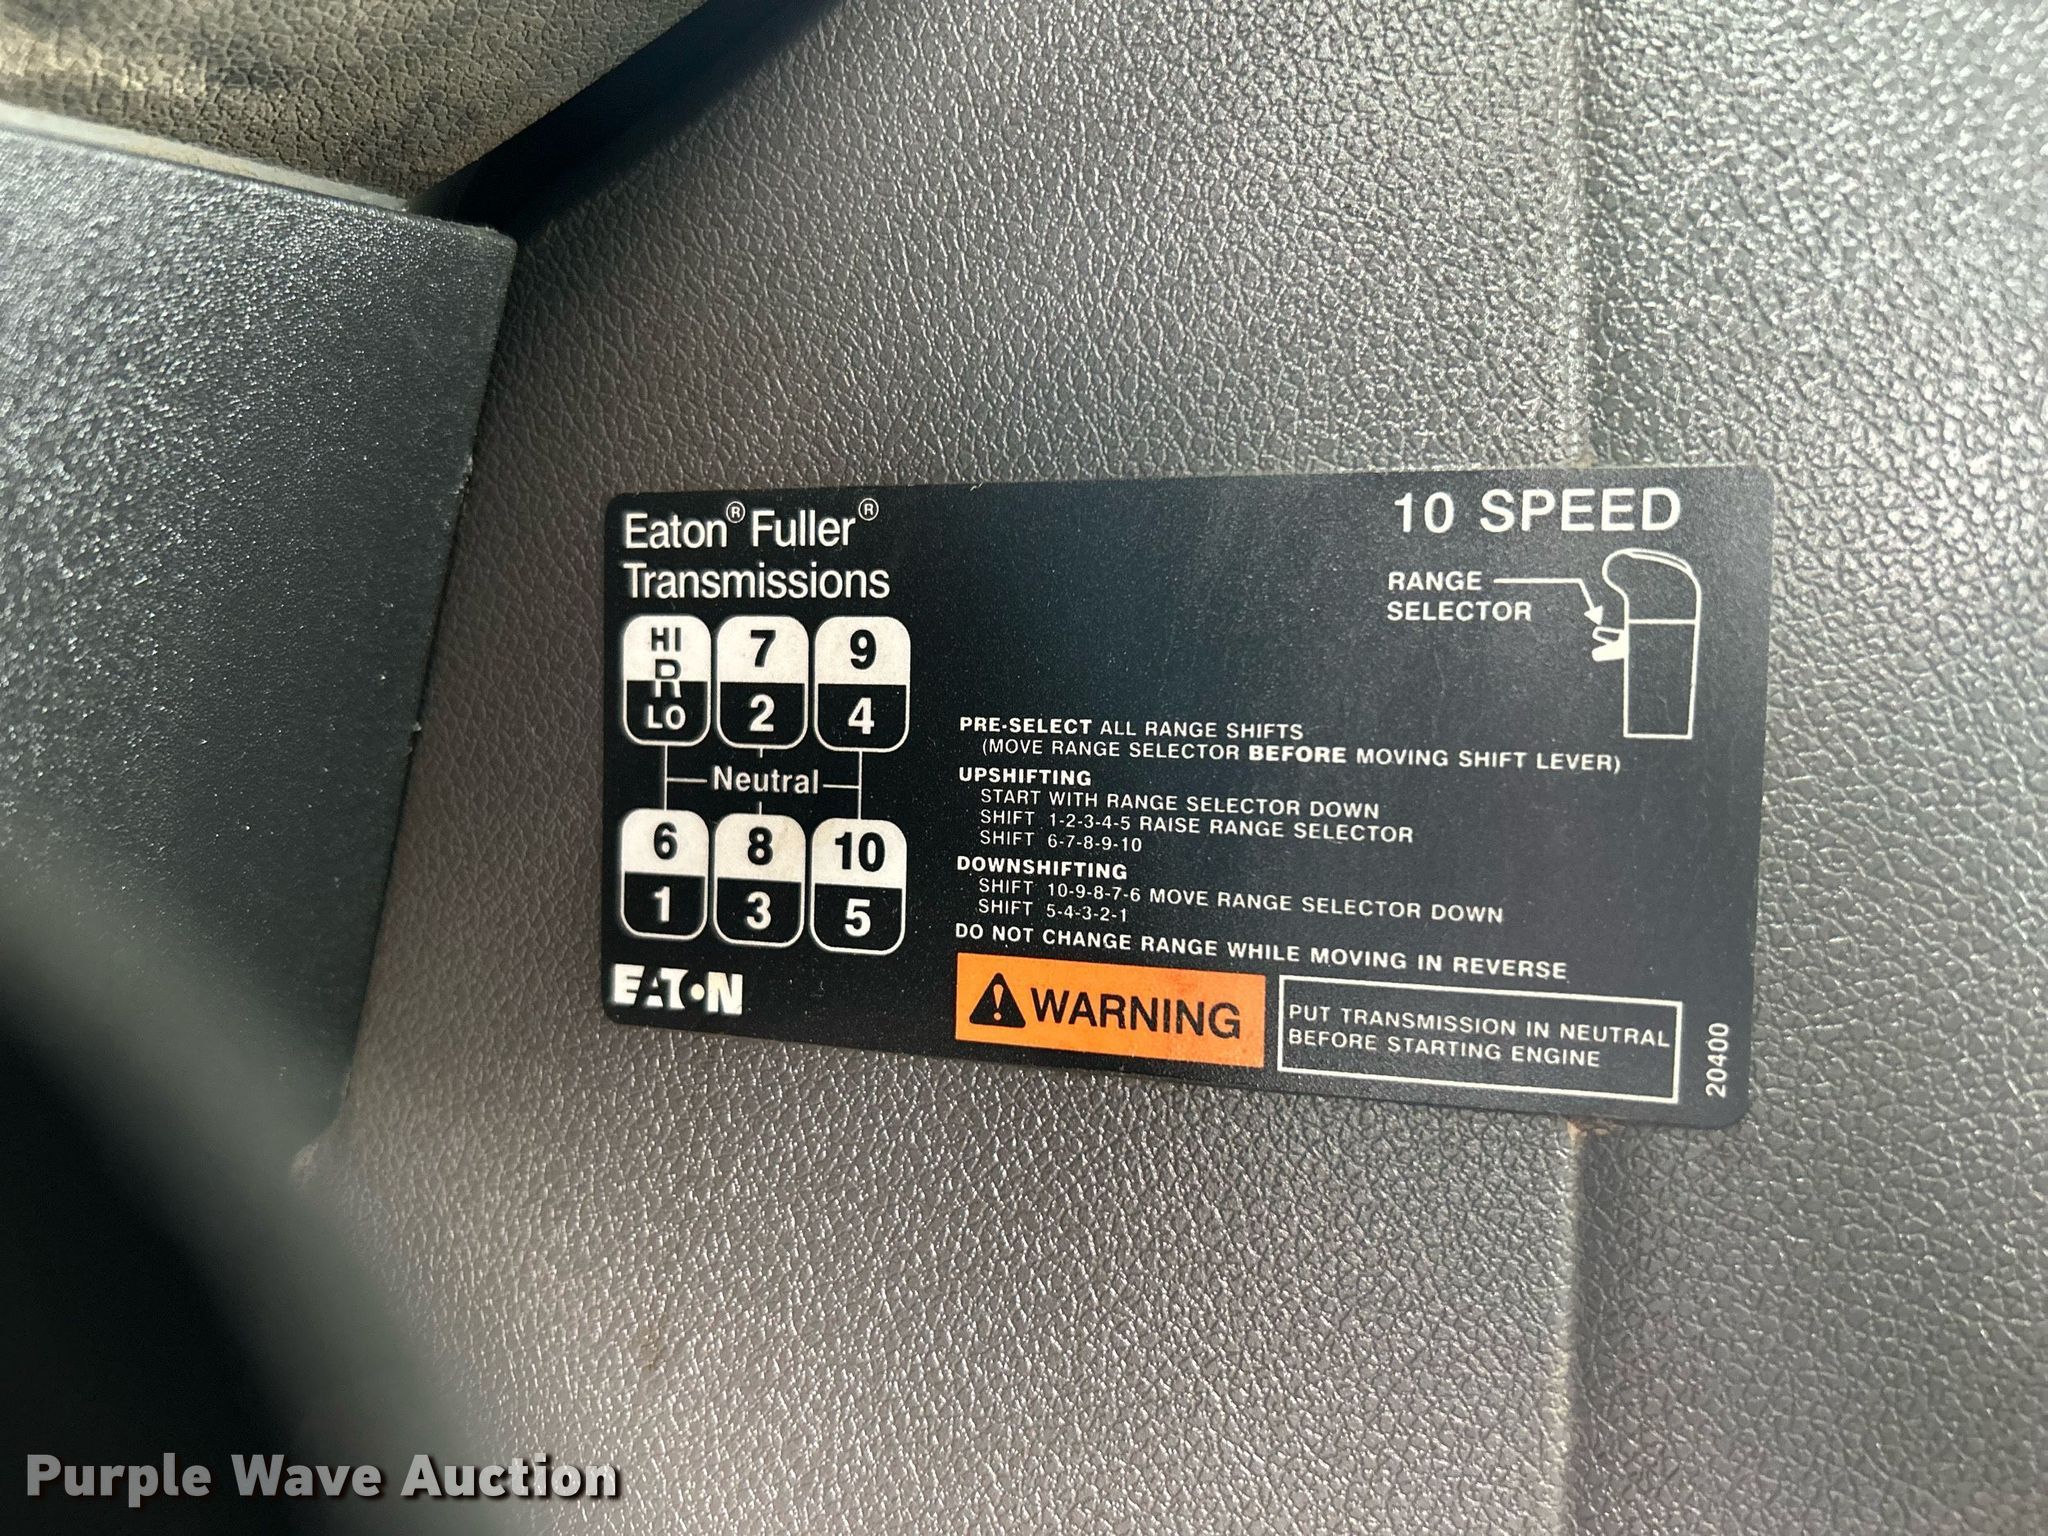 Eaton® Fuller®
Transmissions
10 SPEED
RANGE
SELECTOR
HI
R
LO
7
2
9
4
Neutral
6
1
8
3
10
5
EATON
PRE-SELECT ALL RANGE SHIFTS
(MOVE RANGE SELECTOR BEFORE MOVING SHIFT LEVER)
UPSHIFTING
START WITH RANGE SELECTOR DOWN
SHIFT 1-2-3-4-5 RAISE RANGE SELECTOR
SHIFT 6-7-8-9-10
DOWNSHIFTING
SHIFT 10-9-8-7-6 MOVE RANGE SELECTOR DOWN
SHIFT 5-4-3-2-1
DO NOT CHANGE RANGE WHILE MOVING IN REVERSE
WARNING
PUT TRANSMISSION IN NEUTRAL
BEFORE STARTING ENGINE
20400
Purple Wave Auction